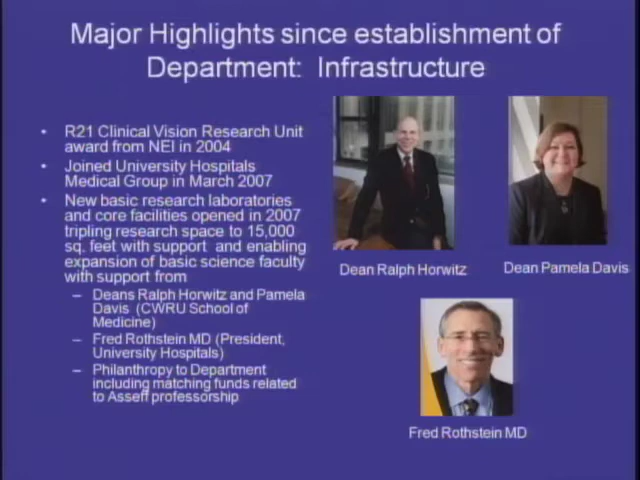 Major Highlights since establishment of
Department: Infrastructure
• R21 Clinical Vision Research Unit
award from NEI in 2004
• Joined University Hospitals
Medical Group in March 2007
• New basic research laboratories
and core facilities opened in 2007
tripling research space to 15,000
sq. feet with support and enabling
expansion of basic science faculty
with support from
– Deans Ralph Horwitz and Pamela
Davis (CWRU School of
Medicine)
– Fred Rothstein MD (President,
University Hospitals)
– Philanthropy to Department
including matching funds related
to Asseff professorship
Dean Ralph Horwitz
Dean Pamela Davis
Fred Rothstein MD